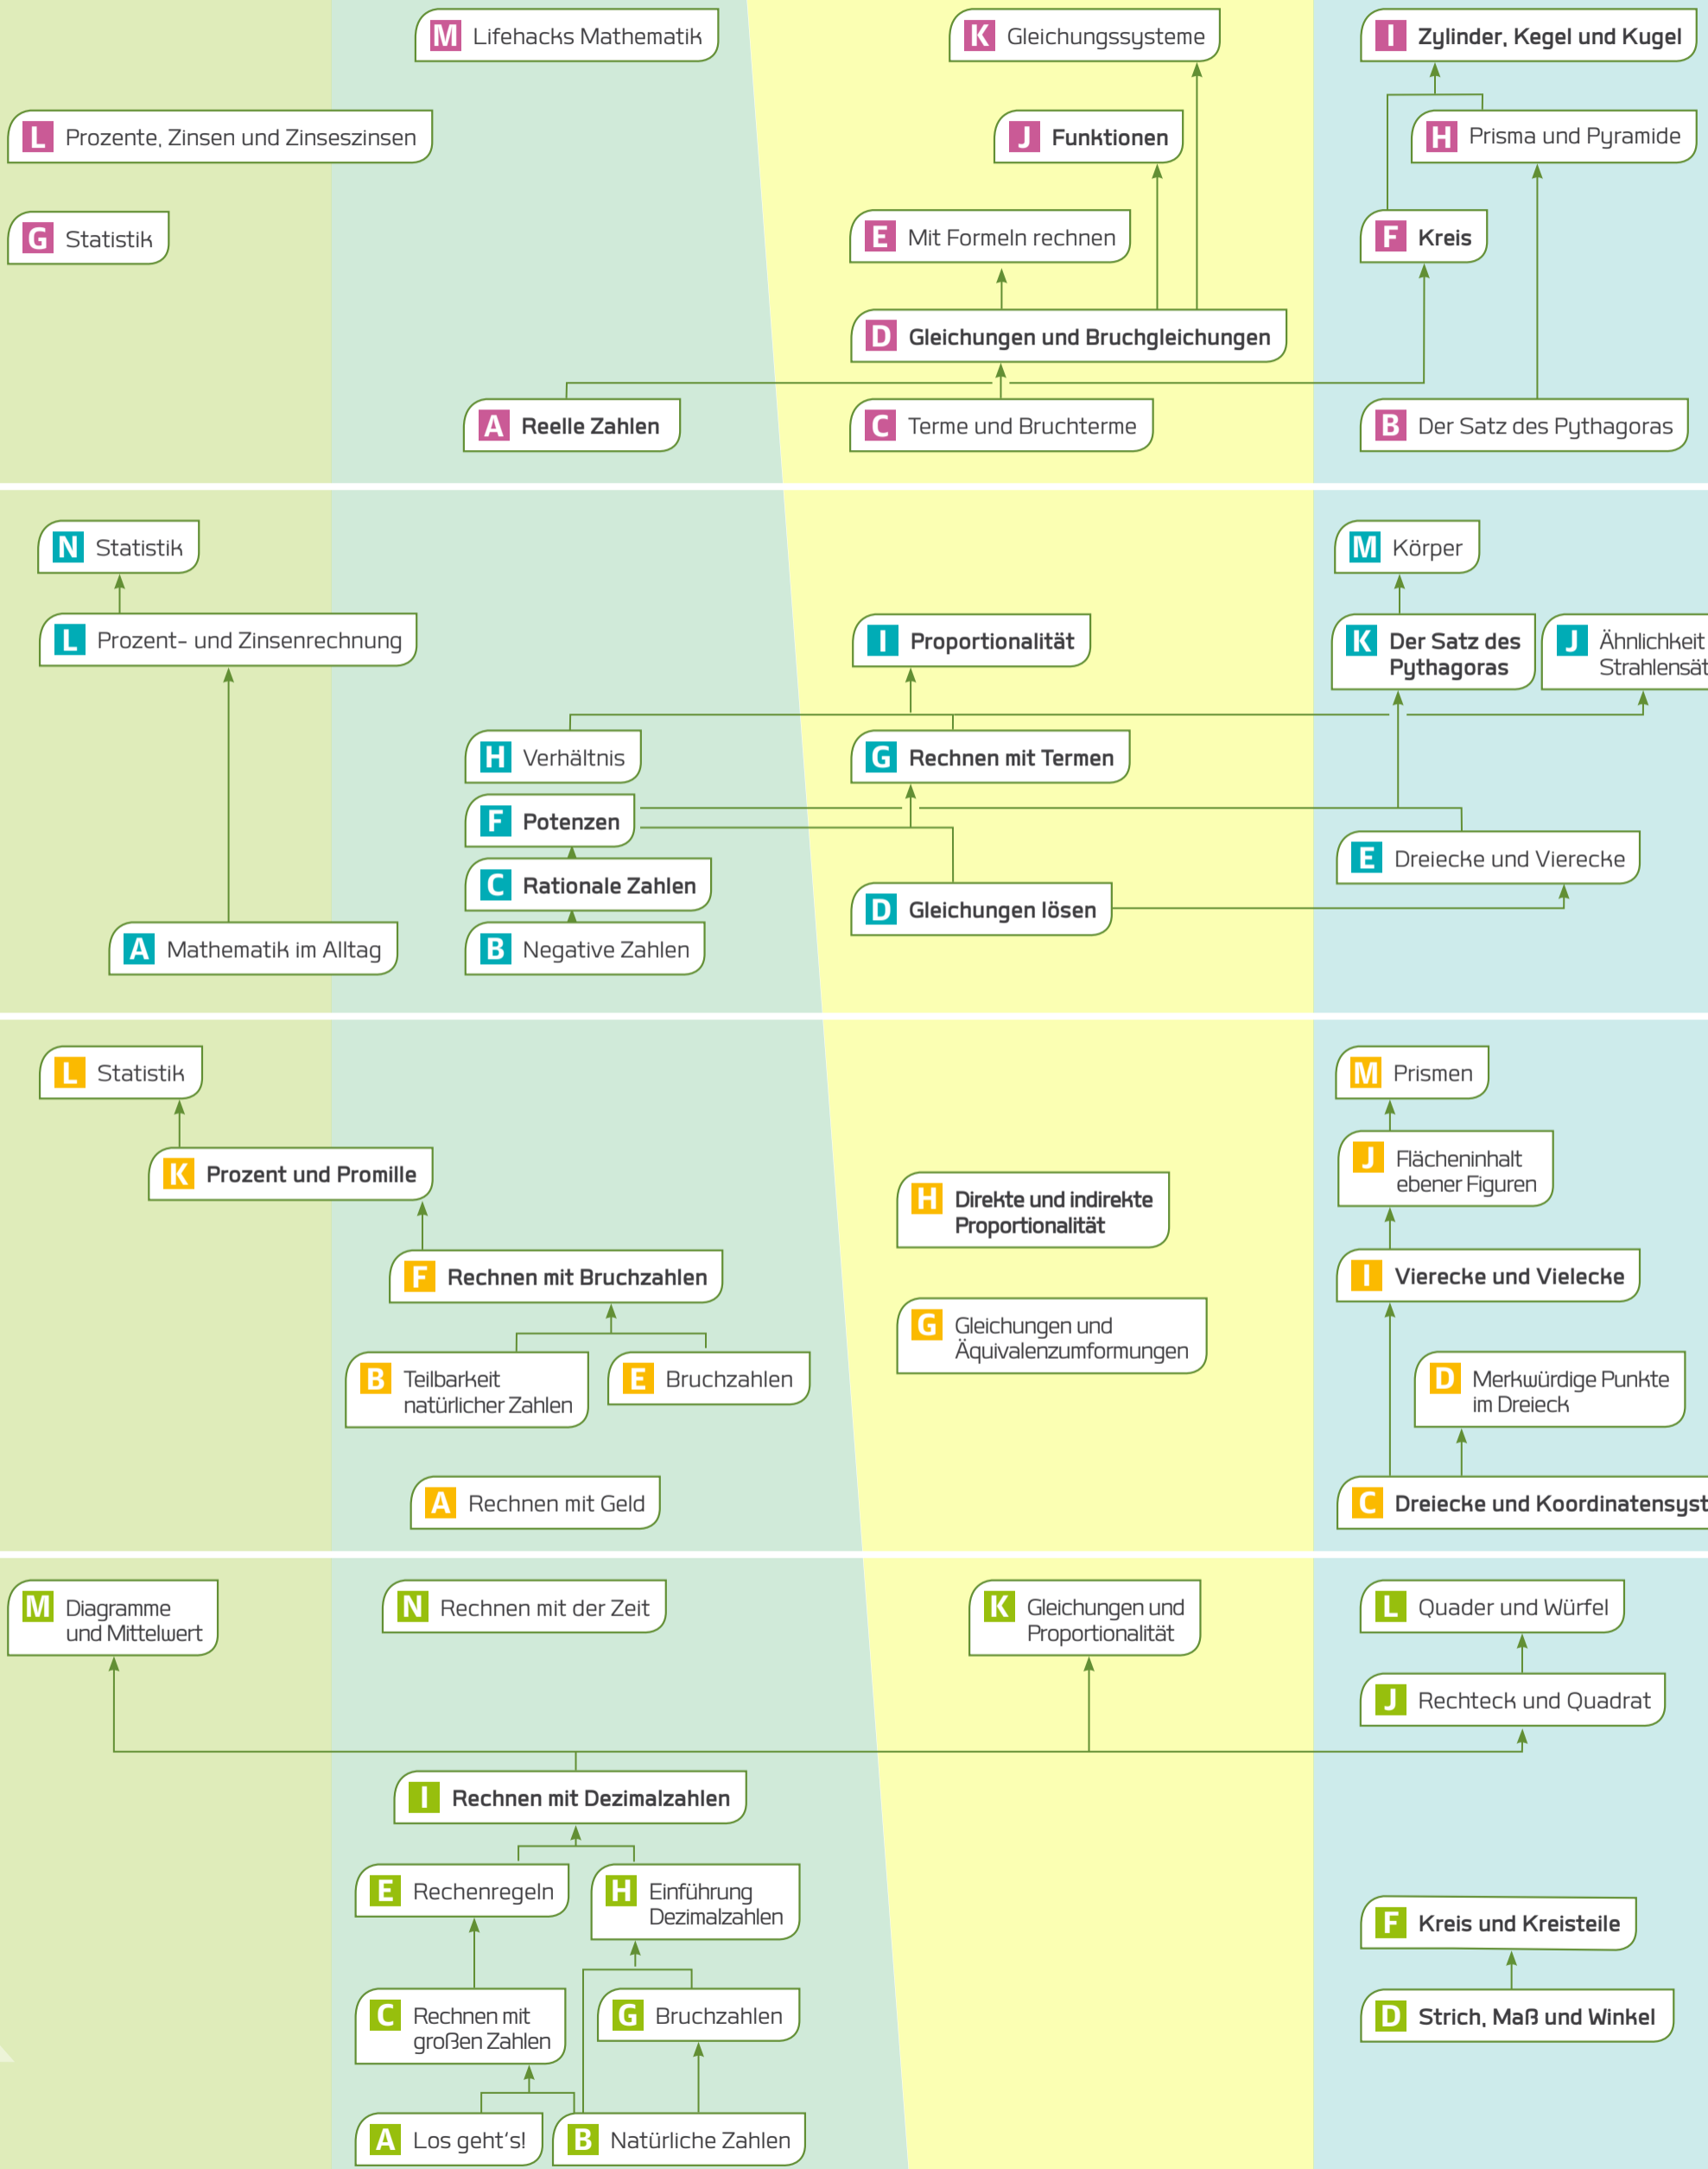 M Lifehacks Mathematik
K Gleichungssysteme
I Zylinder, Kegel und Kugel
L Prozente, Zinsen und Zinseszinsen
J Funktionen
H Prisma und Pyramide
G Statistik
E Mit Formeln rechnen
F Kreis
D Gleichungen und Bruchgleichungen
A Reelle Zahlen
C Terme und Bruchterme
B Der Satz des Pythagoras
N Statistik
M Körper
L Prozent- und Zinsenrechnung
I Proportionalität
K Der Satz des
Pythagoras
J Ähnlichkeit
Strahlensät
H Verhältnis
G Rechnen mit Termen
F Potenzen
E Dreiecke und Vierecke
C Rationale Zahlen
D Gleichungen lösen
A Mathematik im Alltag
B Negative Zahlen
L Statistik
M Prismen
K Prozent und Promille
J Flächeninhalt
ebener Figuren
H Direkte und indirekte
Proportionalität
F Rechnen mit Bruchzahlen
I Vierecke und Vielecke
G Gleichungen und
Äquivalenzumformungen
B Teilbarkeit
natürlicher Zahlen
E Bruchzahlen
D Merkwürdige Punkte
im Dreieck
A Rechnen mit Geld
C Dreiecke und Koordinatensyst
M Diagramme
und Mittelwert
N Rechnen mit der Zeit
K Gleichungen und
Proportionalität
L Quader und Würfel
J Rechteck und Quadrat
I Rechnen mit Dezimalzahlen
E Rechenregeln
H Einführung
Dezimalzahlen
F Kreis und Kreisteile
C Rechnen mit
großen Zahlen
G Bruchzahlen
D Strich, Maß und Winkel
A Los geht's!
B Natürliche Zahlen